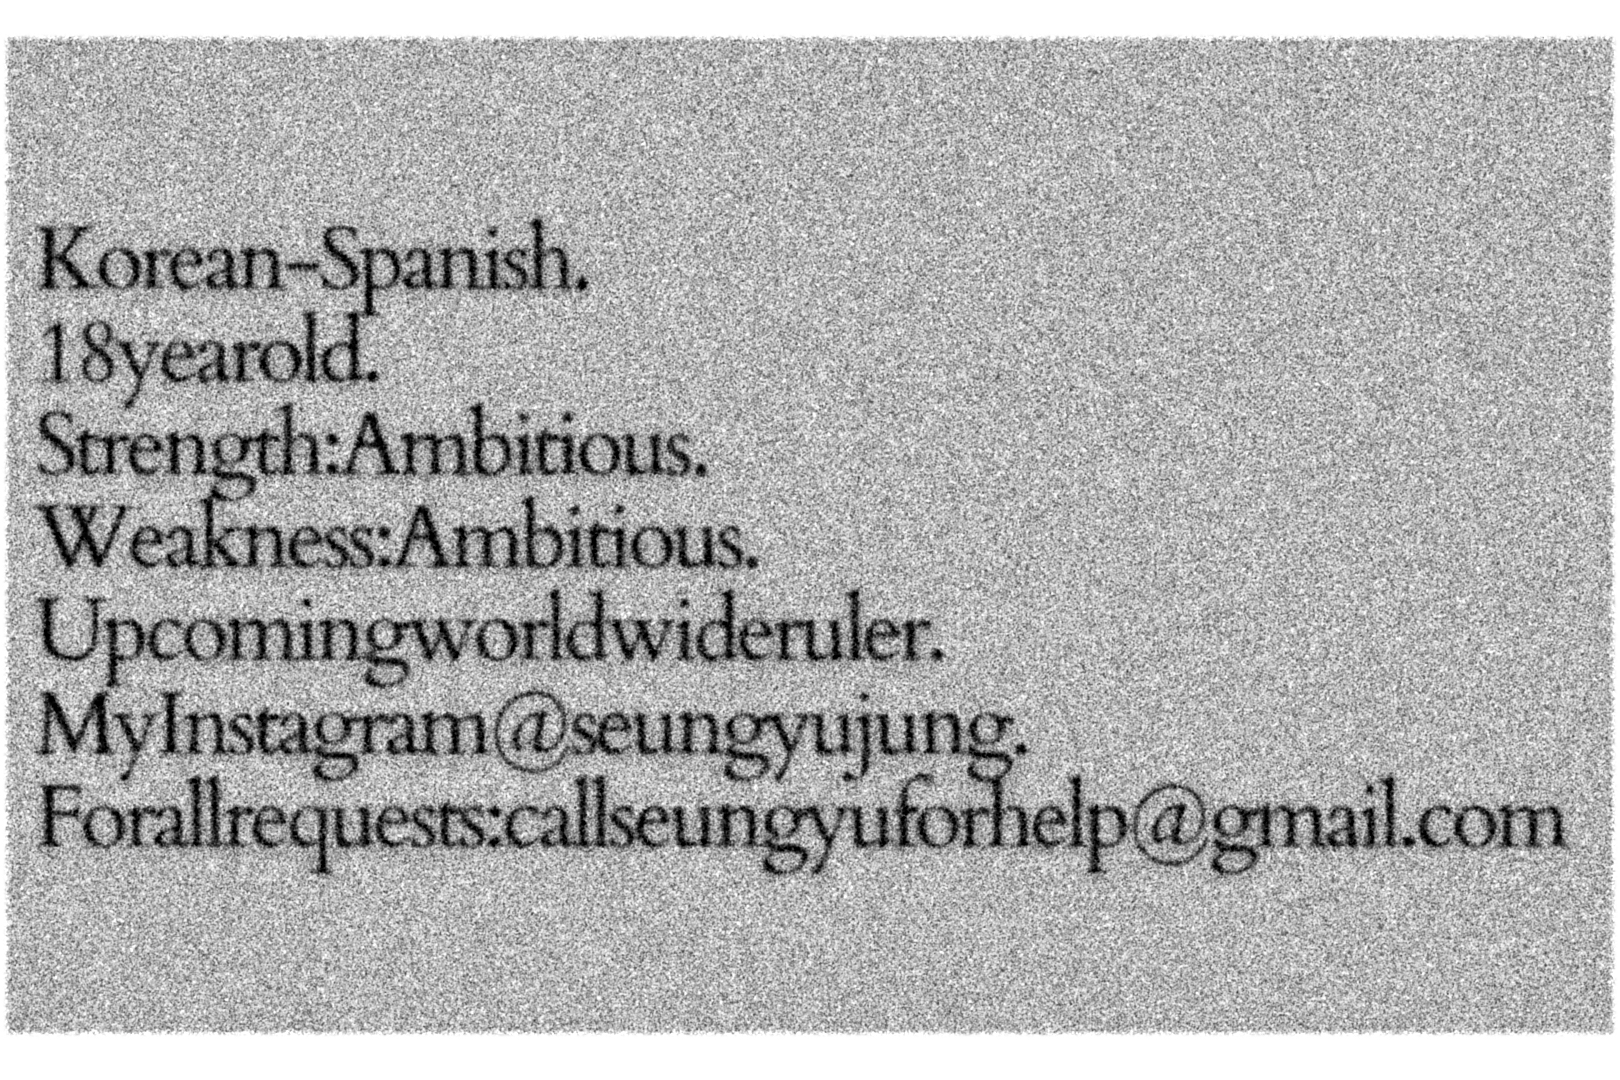 Korean-Spanish.
18yearold.
Strength:Ambitious.
Weakness:Ambitious.
Upcomingworldwideruler.
MyInstagram@seungyujung.
Forallrequests:callseungyuforhelp@gmail.com